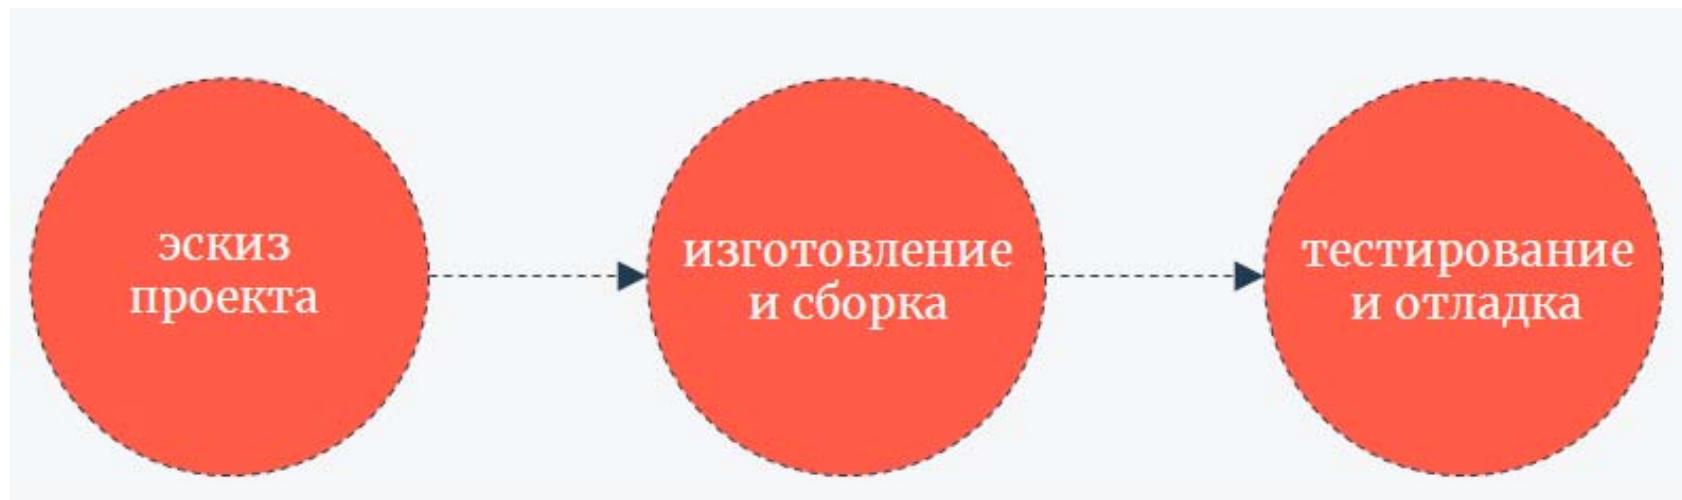 эскиз
проекта
изготовление
и сборка
тестирование
и отладка